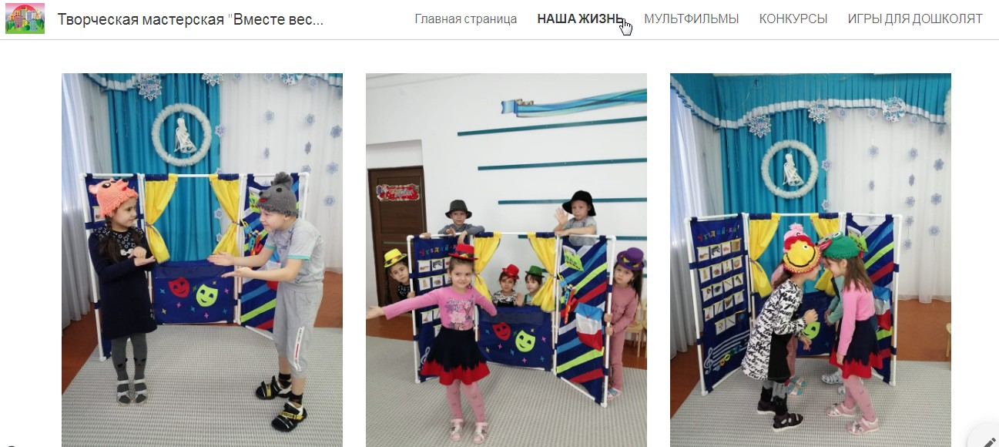 Творческая мастерская "Вместе вес...
Главная страница
НАША ЖИЗНЬ
МУЛЬТФИЛЬМЫ
КОНКУРСЫ
ИГРЫ ДЛЯ ДОШКОЛЯТ